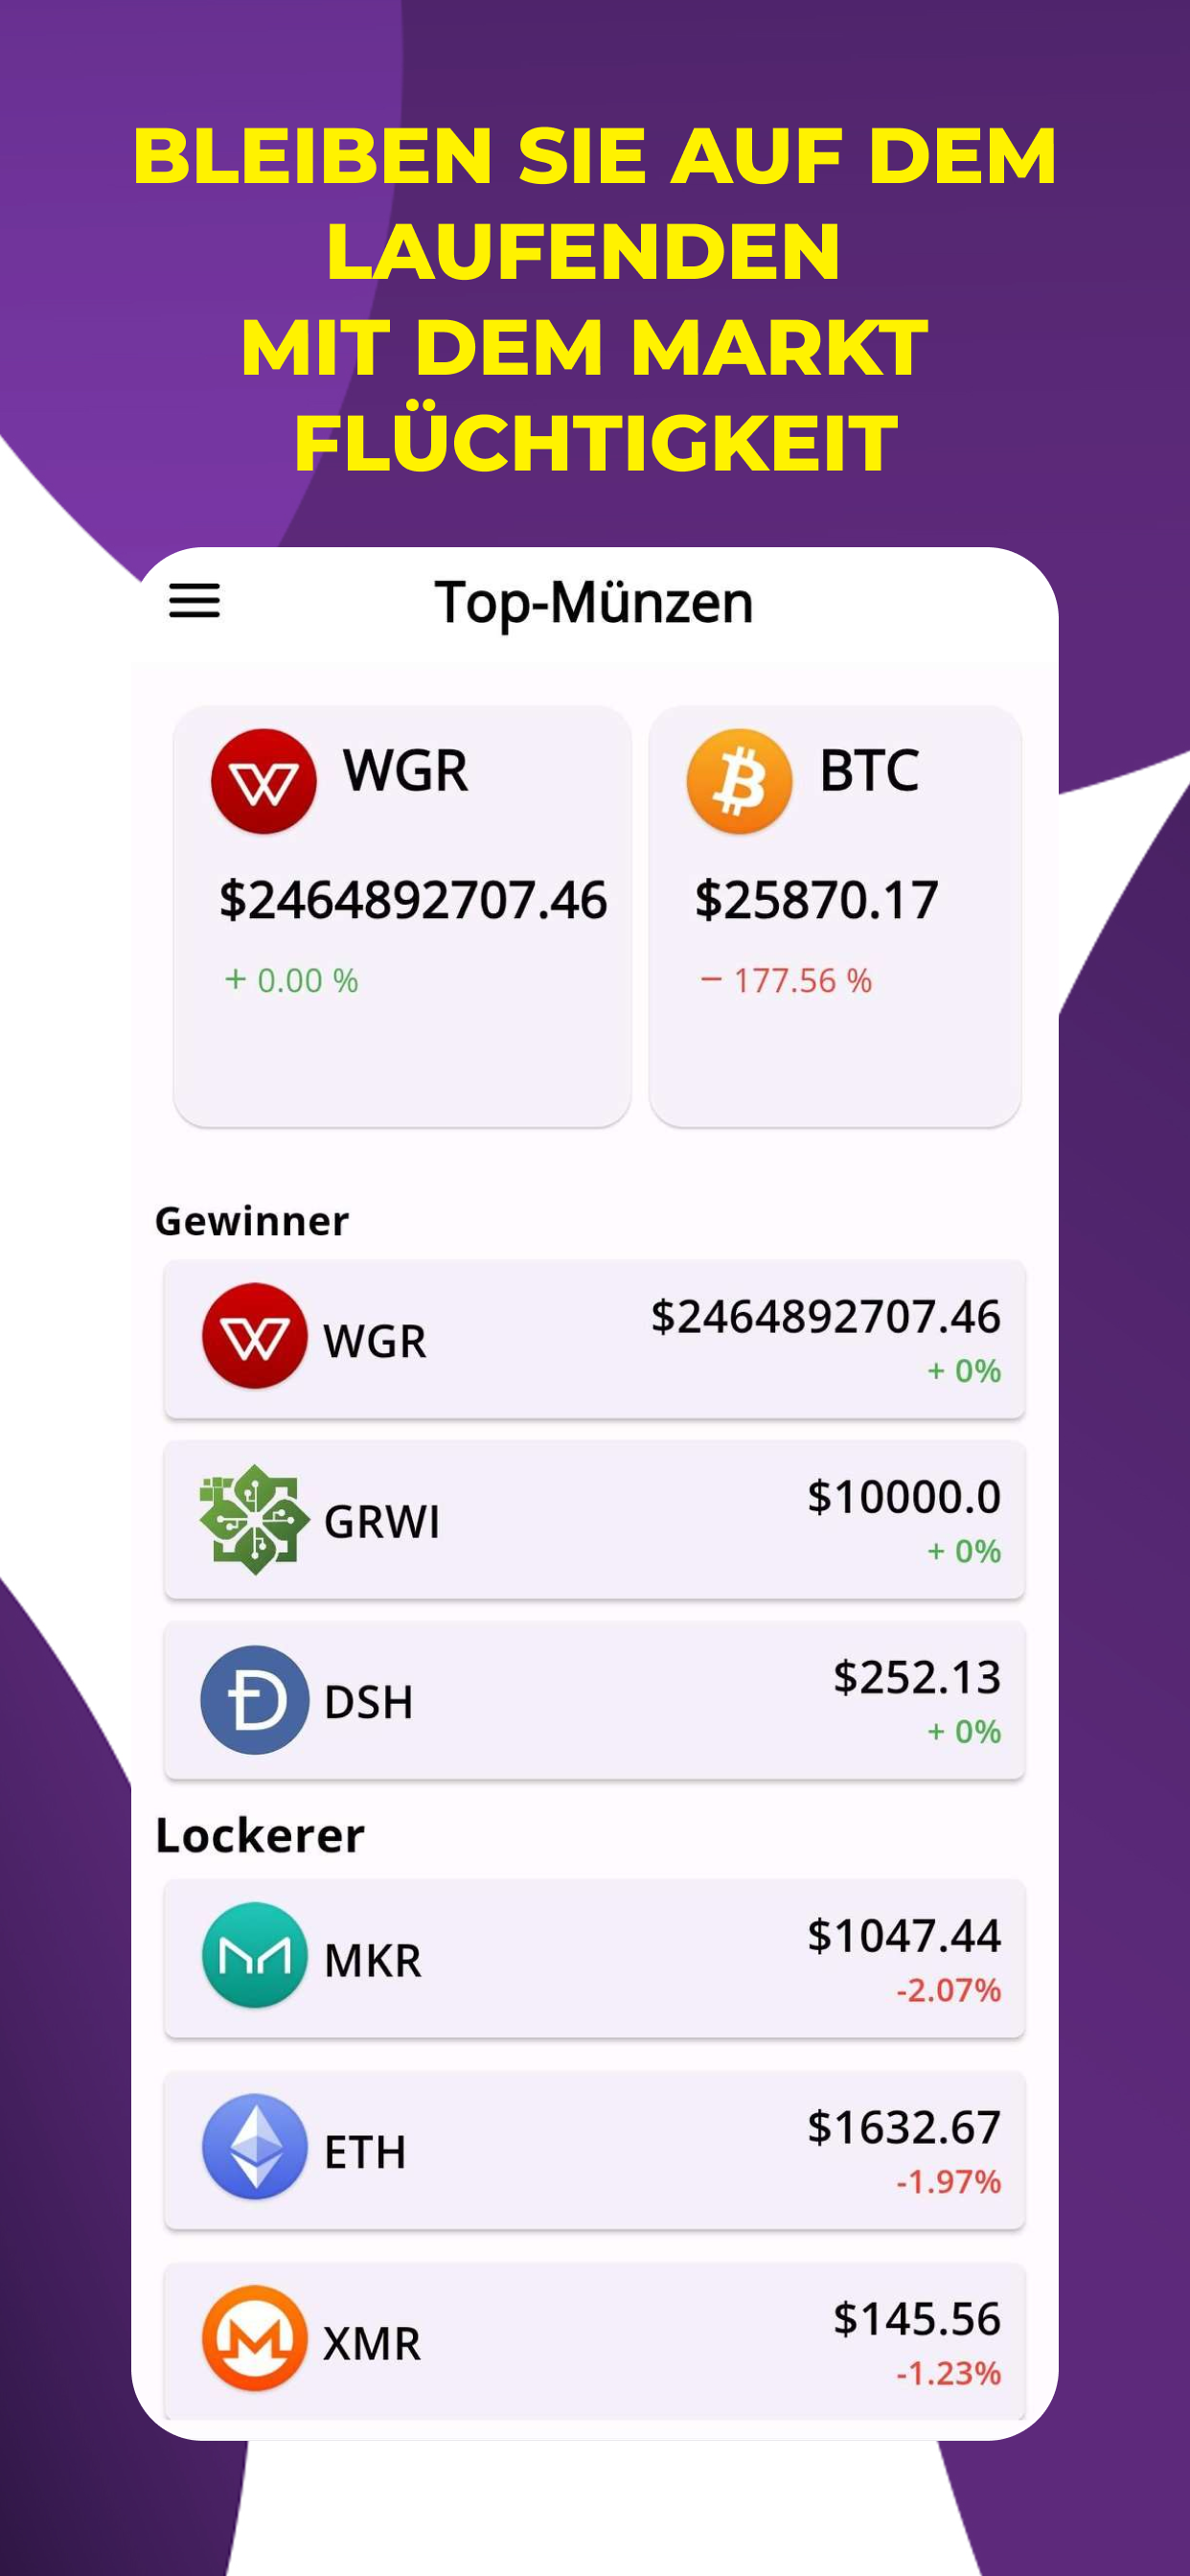 BLEIBEN SIE AUF DEM
LAUFENDEN
MIT DEM MARKT
FLÜCHTIGKEIT
Top-Münzen
WGR
$2464892707.46
+ 0.00 %
BTC
$25870.17
− 177.56 %
Gewinner
WGR
$2464892707.46
+ 0%
GRWI
$10000.0
+ 0%
DSH
$252.13
+ 0%
Lockerer
MKR
$1047.44
-2.07%
ETH
$1632.67
-1.97%
XMR
$145.56
-1.23%